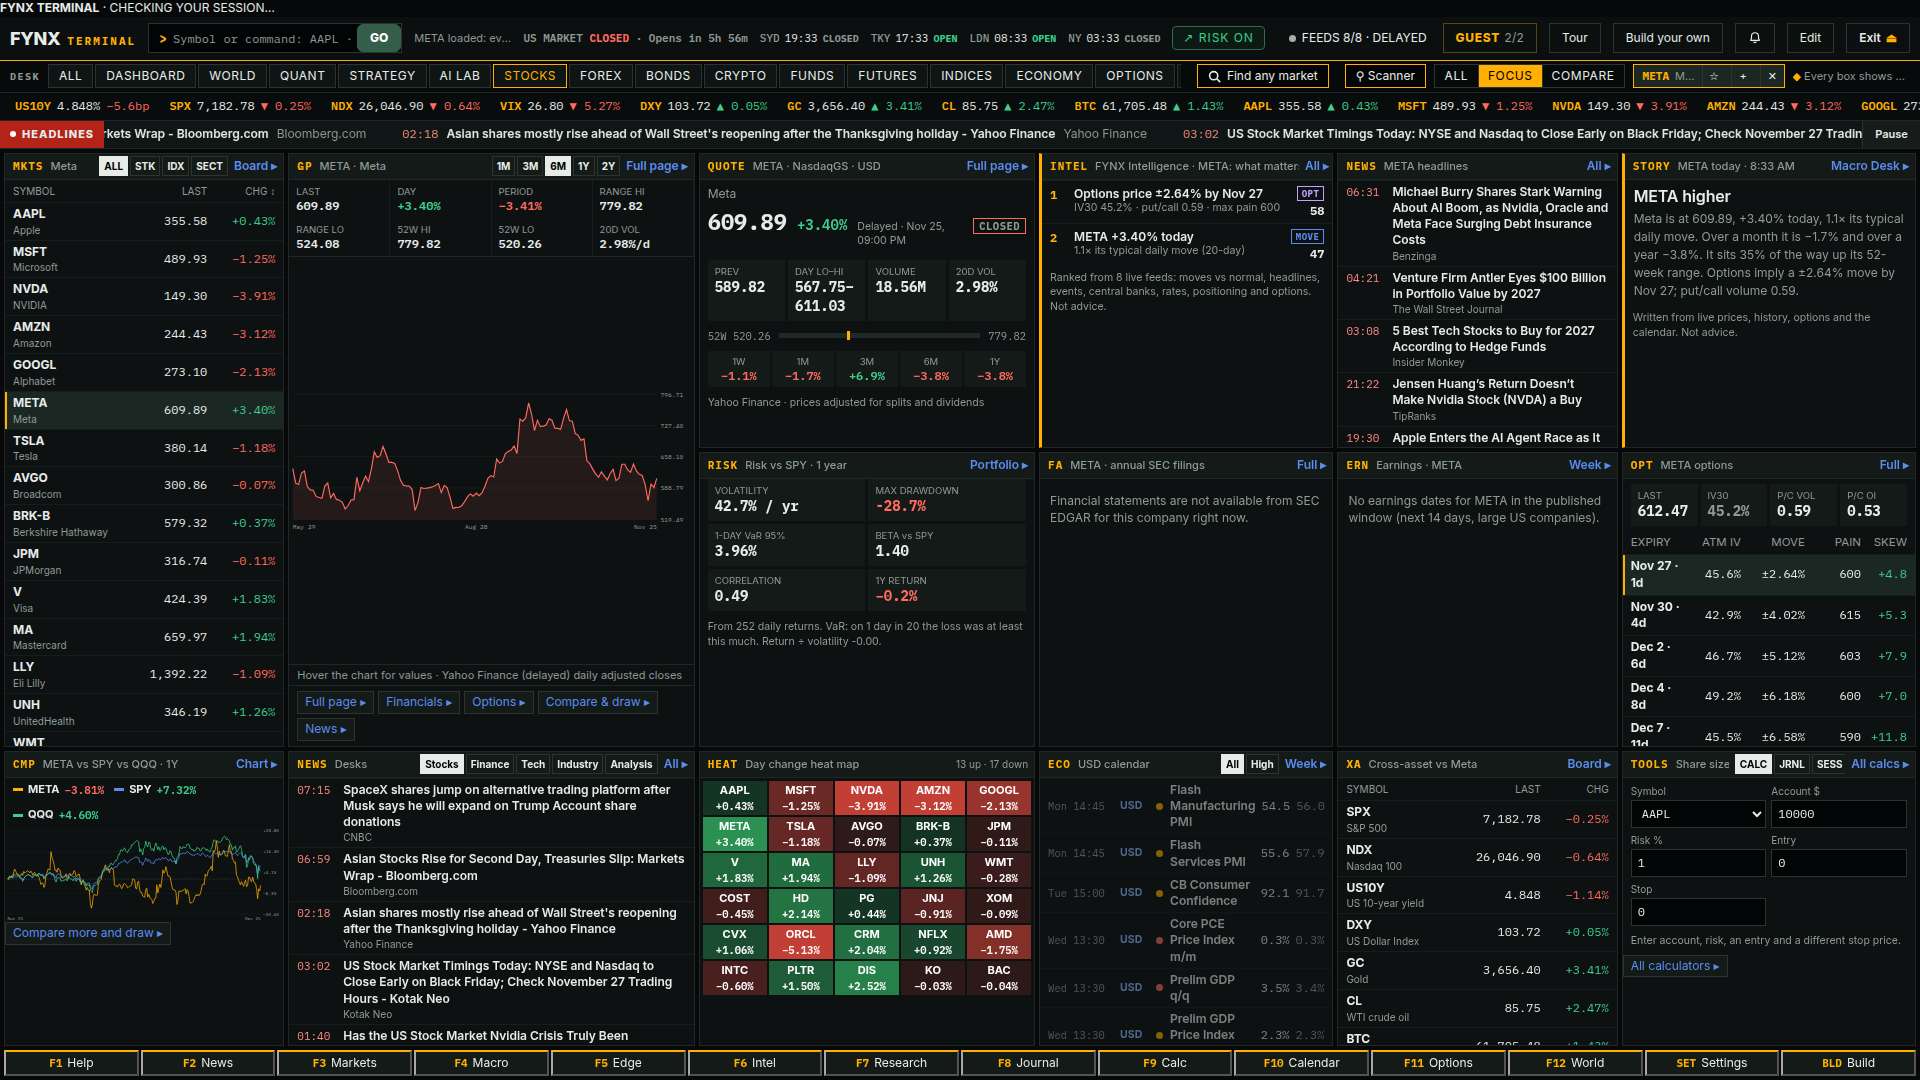 FYNX TERMINAL · CHECKING YOUR SESSION...
FYNX TERMINAL > Symbol or command: AAPL · GO META loaded: ev... US MARKET CLOSED · Opens in 5h 56m SYD 19:33 CLOSED TKY 17:33 OPEN LDN 08:33 OPEN NY 03:33 CLOSED ↗ RISK ON ● FEEDS 8/8 · DELAYED GUEST 2/2 Tour Build your own Edit Exit ⏏
DESK ALL DASHBOARD WORLD QUANT STRATEGY AI LAB STOCKS FOREX BONDS CRYPTO FUNDS FUTURES INDICES ECONOMY OPTIONS Find any market Scanner ALL FOCUS COMPARE META M... ☆ + ✕ ◆ Every box shows ...
US10Y 4.848% −5.6bp SPX 7,182.78 ▼ 0.25% NDX 26,046.90 ▼ 0.64% VIX 26.80 ▼ 5.27% DXY 103.72 ▲ 0.05% GC 3,656.40 ▲ 3.41% CL 85.75 ▲ 2.47% BTC 61,705.48 ▲ 1.43% AAPL 355.58 ▲ 0.43% MSFT 489.93 ▼ 1.25% NVDA 149.30 ▼ 3.91% AMZN 244.43 ▼ 3.12% GOOGL 27
● HEADLINES rkets Wrap - Bloomberg.com Bloomberg.com 02:18 Asian shares mostly rise ahead of Wall Street's reopening after the Thanksgiving holiday - Yahoo Finance Yahoo Finance 03:02 US Stock Market Timings Today: NYSE and Nasdaq to Close Early on Black Friday; Check November 27 Tradin Pause
MKTS Meta ALL STK IDX SECT Board ▸
SYMBOL LAST CHG ↕
AAPL 355.58 +0.43%
Apple
MSFT 489.93 −1.25%
Microsoft
NVDA 149.30 −3.91%
NVIDIA
AMZN 244.43 −3.12%
Amazon
GOOGL 273.10 −2.13%
Alphabet
META 609.89 +3.40%
Meta
TSLA 380.14 −1.18%
Tesla
AVGO 300.86 −0.07%
Broadcom
BRK-B 579.32 +0.37%
Berkshire Hathaway
JPM 316.74 −0.11%
JPMorgan
V 424.39 +1.83%
Visa
MA 659.97 +1.94%
Mastercard
LLY 1,392.22 −1.09%
Eli Lilly
UNH 346.19 +1.26%
UnitedHealth
WMT
GP META · Meta 1M 3M 6M 1Y 2Y Full page ▸
LAST DAY PERIOD RANGE HI
609.89 +3.40% −3.41% 779.82
RANGE LO 52W HI 52W LO 20D VOL
524.08 779.82 520.26 2.98%/d
796.71
727.48
658.18
588.79
519.49
May 29 Aug 28 Nov 25
Hover the chart for values · Yahoo Finance (delayed) daily adjusted closes
Full page ▸ Financials ▸ Options ▸ Compare & draw ▸
News ▸
QUOTE META · NasdaqGS · USD Full page ▸
Meta
609.89 +3.40% Delayed · Nov 25, 09:00 PM CLOSED
PREV DAY LO–HI VOLUME 20D VOL
589.82 567.75–611.03 18.56M 2.98%
52W 520.26 779.82
1W 1M 3M 6M 1Y
−1.1% −1.7% +6.9% −3.8% −3.8%
Yahoo Finance · prices adjusted for splits and dividends
INTEL FYNX Intelligence · META: what matters All ▸
1 Options price ±2.64% by Nov 27 OPT
IV30 45.2% · put/call 0.59 · max pain 600 58
2 META +3.40% today MOVE
1.1× its typical daily move (20-day) 47
Ranked from 8 live feeds: moves vs normal, headlines,
events, central banks, rates, positioning and options.
Not advice.
NEWS META headlines All ▸
06:31 Michael Burry Shares Stark Warning
About AI Boom, as Nvidia, Oracle and
Meta Face Surging Debt Insurance
Costs
Benzinga
04:21 Venture Firm Antler Eyes $100 Billion
in Portfolio Value by 2027
The Wall Street Journal
03:08 5 Best Tech Stocks to Buy for 2027
According to Hedge Funds
Insider Monkey
21:22 Jensen Huang's Return Doesn't
Make Nvidia Stock (NVDA) a Buy
TipRanks
19:30 Apple Enters the AI Agent Race as It
STORY META today · 8:33 AM Macro Desk ▸
META higher
Meta is at 609.89, +3.40% today, 1.1× its typical
daily move. Over a month it is −1.7% and over a
year −3.8%. It sits 35% of the way up its 52-
week range. Options imply a ±2.64% move by
Nov 27; put/call volume 0.59.
Written from live prices, history, options and the
calendar. Not advice.
RISK Risk vs SPY · 1 year Portfolio ▸
VOLATILITY MAX DRAWDOWN
42.7% / yr −28.7%
1-DAY VaR 95% BETA vs SPY
3.96% 1.40
CORRELATION 1Y RETURN
0.49 −0.2%
From 252 daily returns. VaR: on 1 day in 20 the loss was at least
this much. Return ÷ volatility -0.00.
FA META · annual SEC filings Full ▸
Financial statements are not available from SEC
EDGAR for this company right now.
ERN Earnings · META Week ▸
No earnings dates for META in the published
window (next 14 days, large US companies).
OPT META options Full ▸
LAST IV30 P/C VOL P/C OI
612.47 45.2% 0.59 0.53
EXPIRY ATM IV MOVE PAIN SKEW
Nov 27 · 1d 45.6% ±2.64% 600 +4.8
Nov 30 · 4d 42.9% ±4.02% 615 +5.3
Dec 2 · 6d 46.7% ±5.12% 603 +7.9
Dec 4 · 8d 49.2% ±6.18% 600 +7.0
Dec 7 · 11d 45.5% ±6.58% 590 +11.8
CMP META vs SPY vs QQQ · 1Y Chart ▸
META −3.81% SPY +7.32%
QQQ +4.60%
Compare more and draw ▸
NEWS Desks Stocks Finance Tech Industry Analysis All ▸
07:15 SpaceX shares jump on alternative trading platform after
Musk says he will expand on Trump Account share
donations
CNBC
06:59 Asian Stocks Rise for Second Day, Treasuries Slip: Markets
Wrap - Bloomberg.com
Bloomberg.com
02:18 Asian shares mostly rise ahead of Wall Street's reopening
after the Thanksgiving holiday - Yahoo Finance
Yahoo Finance
03:02 US Stock Market Timings Today: NYSE and Nasdaq to
Close Early on Black Friday; Check November 27 Trading
Hours - Kotak Neo
Kotak Neo
01:40 Has the US Stock Market Nvidia Crisis Truly Been
HEAT Day change heat map 13 up · 17 down
AAPL MSFT NVDA AMZN GOOGL
+0.43% −1.25% −3.91% −3.12% −2.13%
META TSLA AVGO BRK-B JPM
+3.40% −1.18% −0.07% +0.37% −0.11%
V MA LLY UNH WMT
+1.83% +1.94% −1.09% +1.26% −0.28%
COST HD PG JNJ XOM
−0.45% +2.14% +0.44% −0.91% −0.09%
CVX ORCL CRM NFLX AMD
+1.06% −5.13% +2.04% +0.92% −1.75%
INTC PLTR DIS KO BAC
−0.60% +1.50% +2.52% −0.03% −0.04%
ECO USD calendar All High Week ▸
Mon 14:45 USD Flash Manufacturing PMI 54.5 56.0
Mon 14:45 USD Flash Services PMI 55.6 57.9
Tue 15:00 USD CB Consumer Confidence 92.1 91.7
Wed 13:30 USD Core PCE Price Index m/m 0.3% 0.3%
Wed 13:30 USD Prelim GDP q/q 3.5% 3.4%
Wed 13:30 USD Prelim GDP Price Index 2.3% 2.3%
XA Cross-asset vs Meta Board ▸
SYMBOL LAST CHG
SPX 7,182.78 −0.25%
S&P 500
NDX 26,046.90 −0.64%
Nasdaq 100
US10Y 4.848 −1.14%
US 10-year yield
DXY 103.72 +0.05%
US Dollar Index
GC 3,656.40 +3.41%
Gold
CL 85.75 +2.47%
WTI crude oil
BTC 61,705.48 +1.43%
TOOLS Share size CALC JRNL SESS All calcs ▸
Symbol Account $
AAPL 10000
Risk % Entry
1 0
Stop
0
Enter account, risk, an entry and a different stop price.
All calculators ▸
F1 Help F2 News F3 Markets F4 Macro F5 Edge F6 Intel F7 Research F8 Journal F9 Calc F10 Calendar F11 Options F12 World SET Settings BLD Build